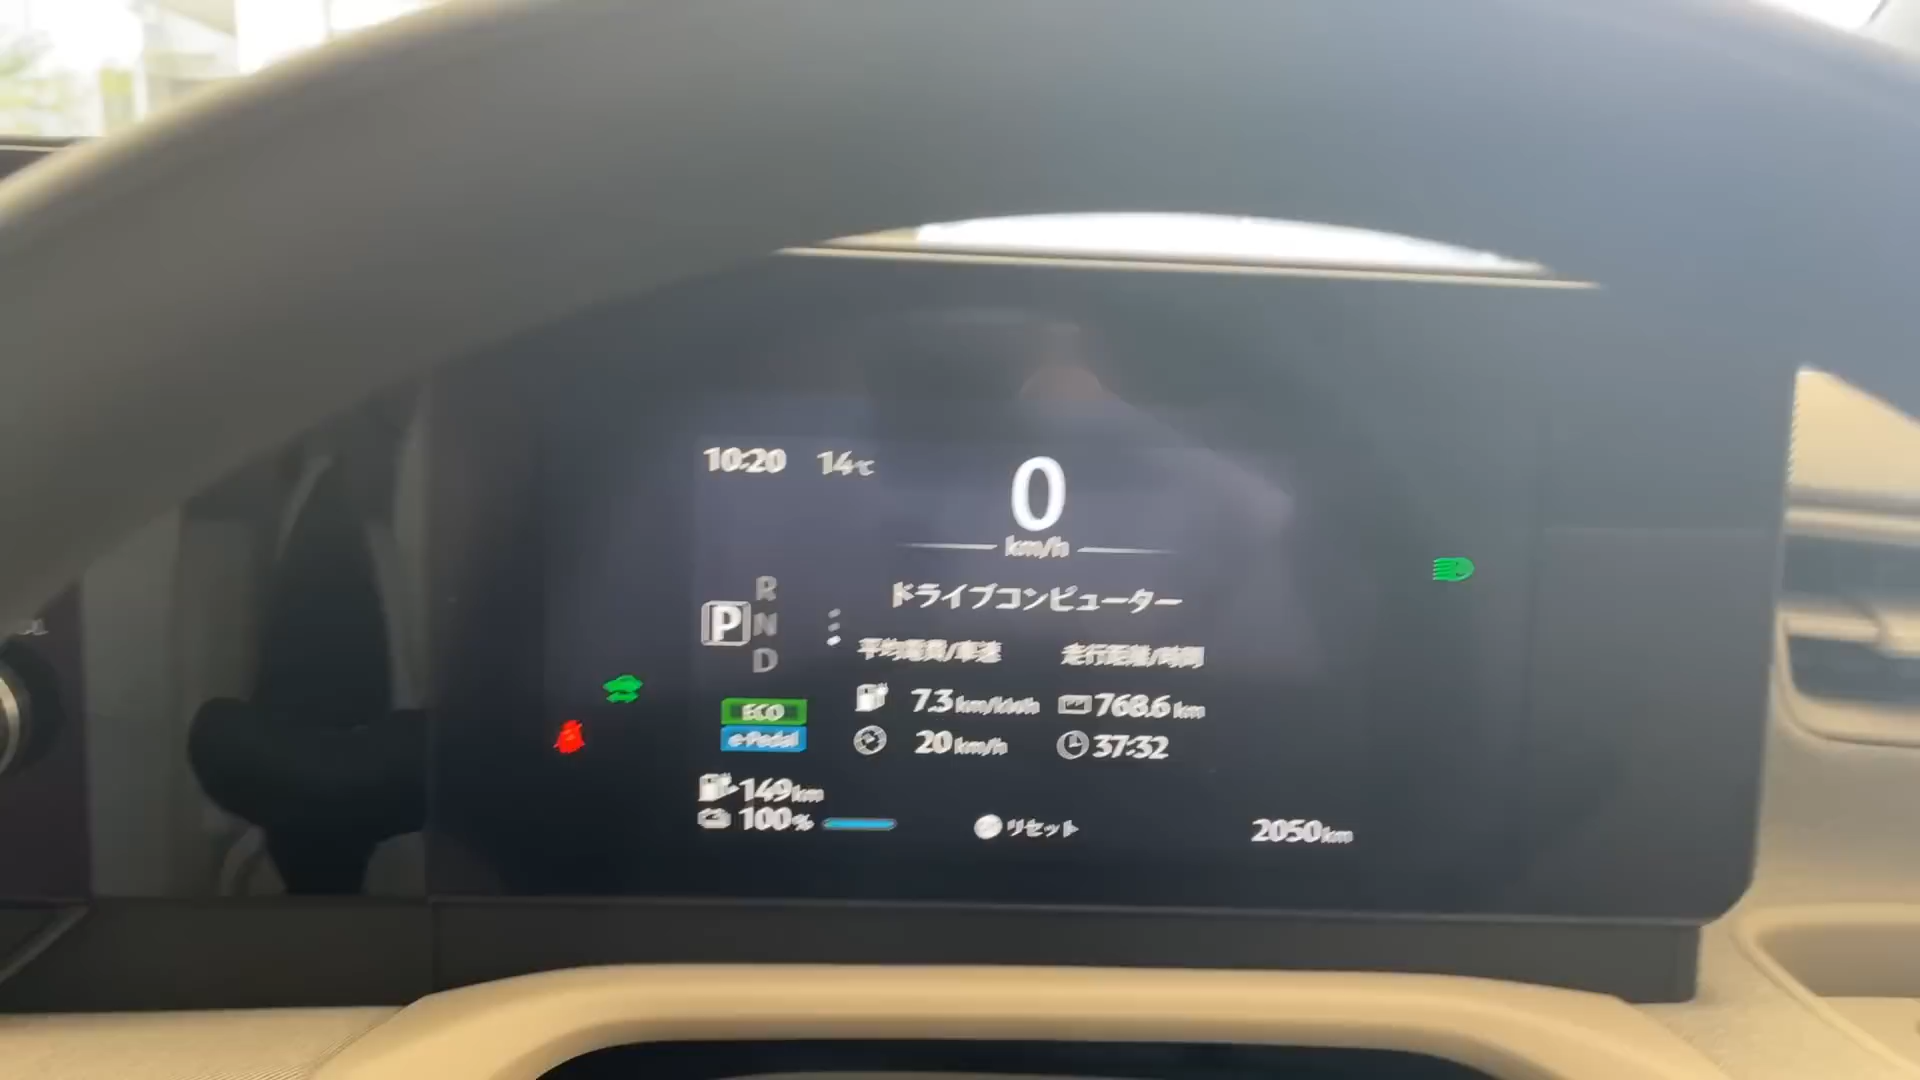 10:20 14℃
0
km/h
ドライブコンピューター
R
P N
D
平均電費/車速 走行距離/時間
7.3km/kWh 768.6km
ECO
e-Pedal
20km/h 37:32
149km
100%
リセット
2050km